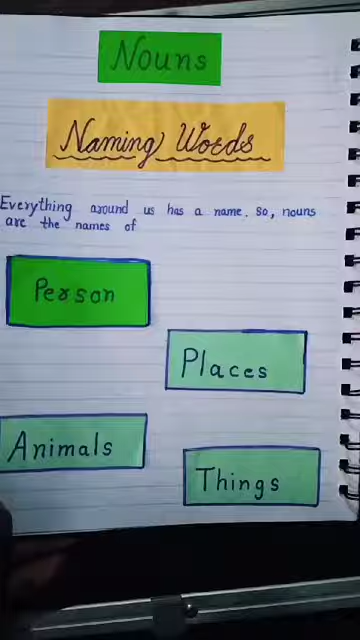 Nouns
Naming Words
Everything around us has a name. So, nouns
are the names of
Person
Places
Animals
Things